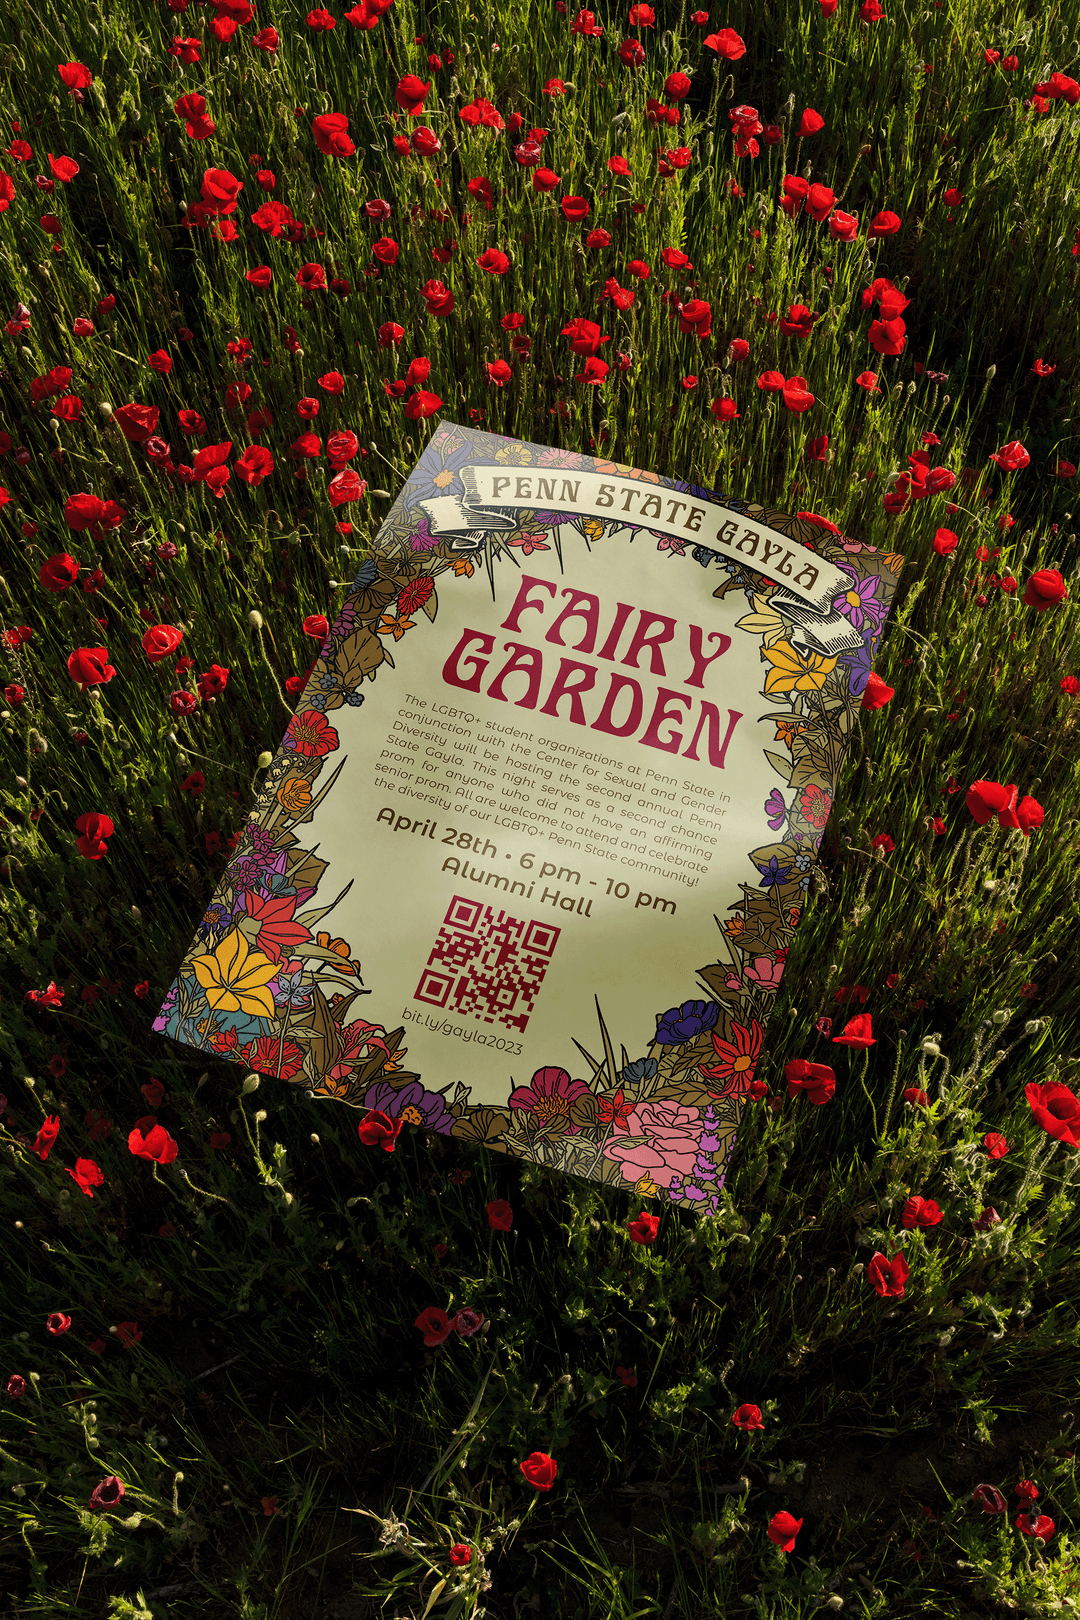 PENN STATE GAYLA
FAIRY
GARDEN
The LGBTQ+ student organizations at Penn State in
conjunction with the Center for Sexual and Gender
Diversity will be hosting the second annual Penn
State Gayla. This night serves as a second chance
prom for anyone who did not have an affirming
senior prom. All are welcome to attend and celebrate
the diversity of our LGBTQ+ Penn State community!
April 28th • 6 pm - 10 pm
Alumni Hall
bit.ly/gayla2023